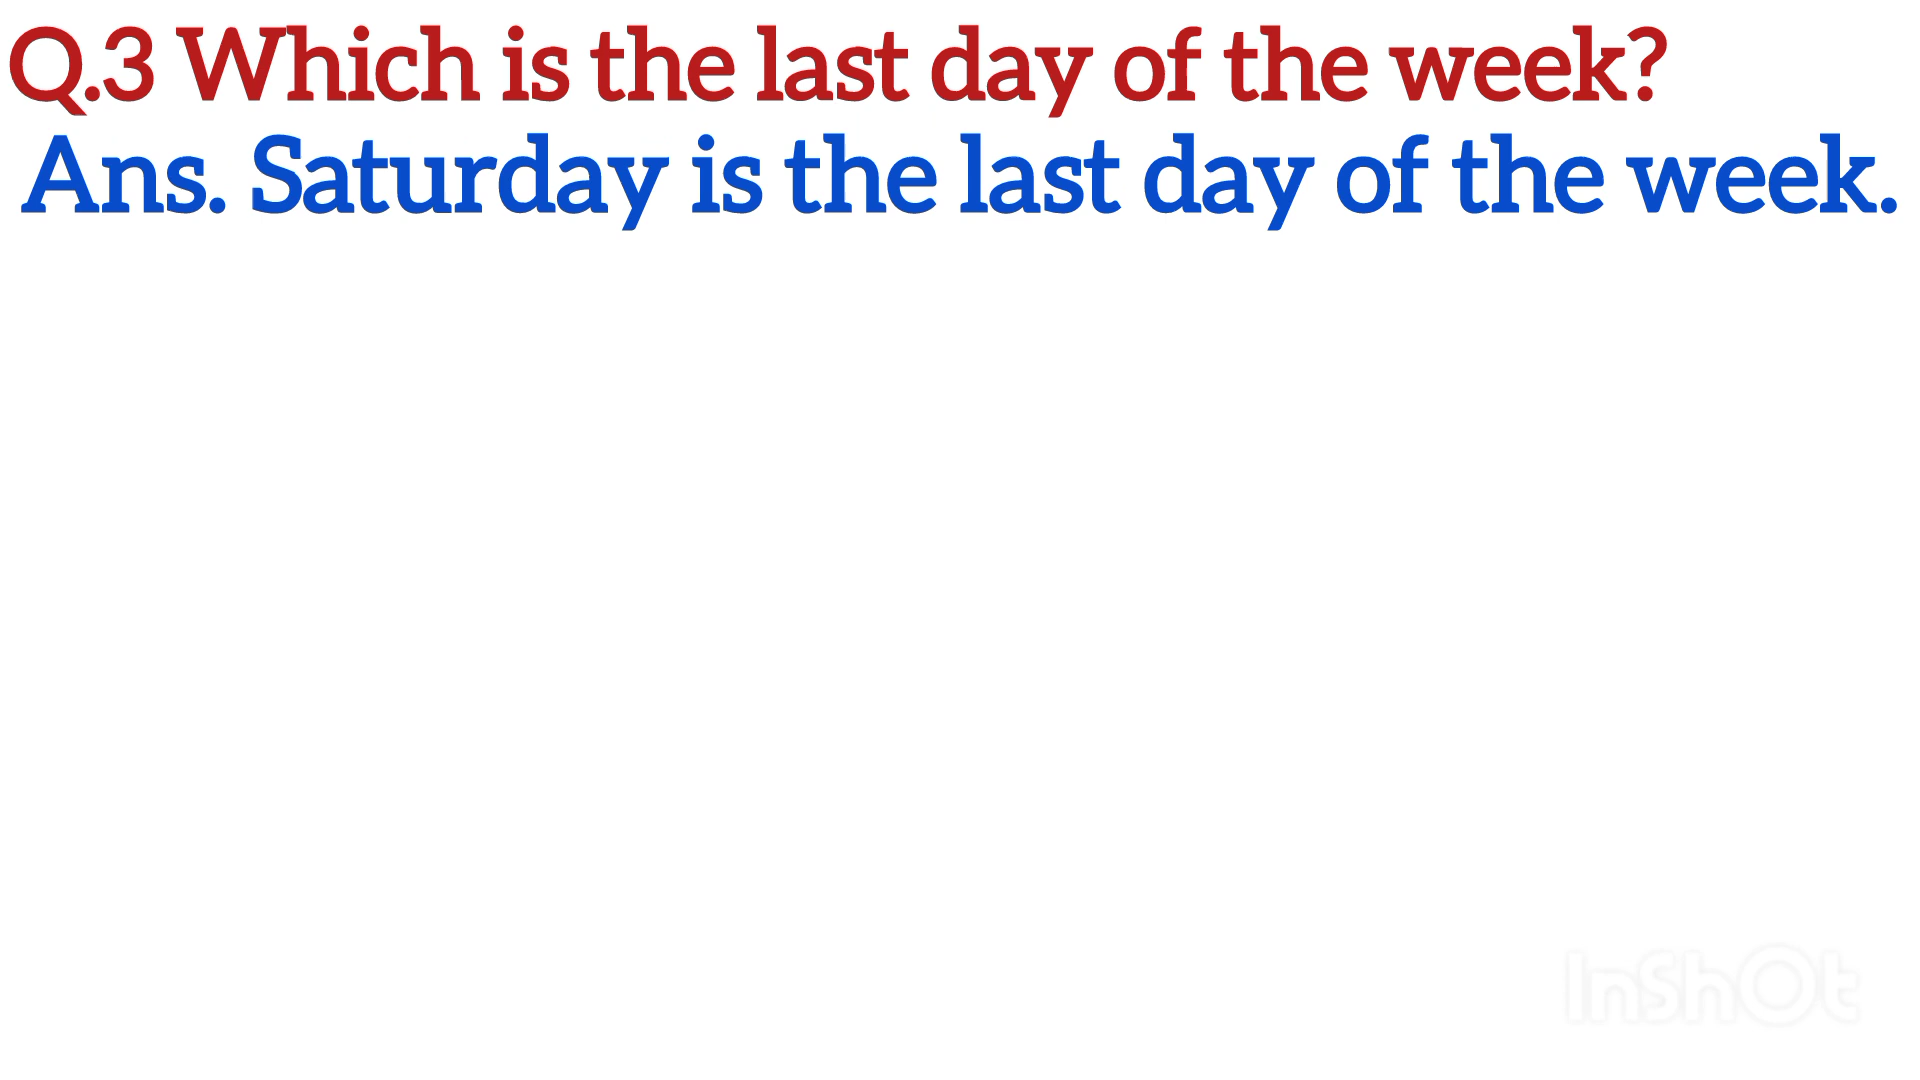 Q.3 Which is the last day of the week?
Ans. Saturday is the last day of the week.
InShOt